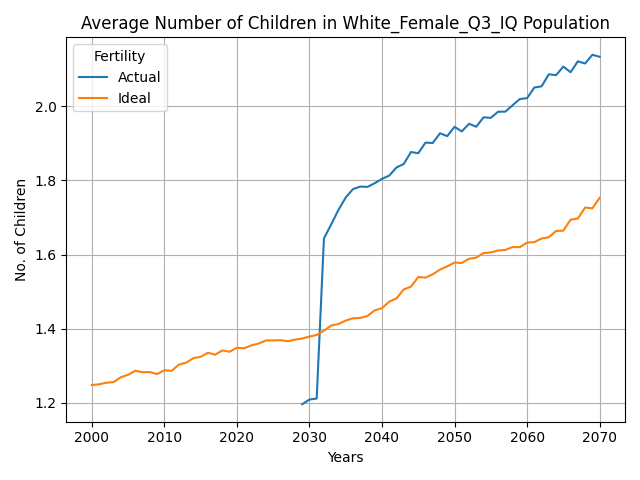 Average Number of Children in White_Female_Q3_IQ Population
Fertility
Actual
Ideal
No. of Children
2.0
1.8
1.6
1.4
1.2
2000 2010 2020 2030 2040 2050 2060 2070
Years